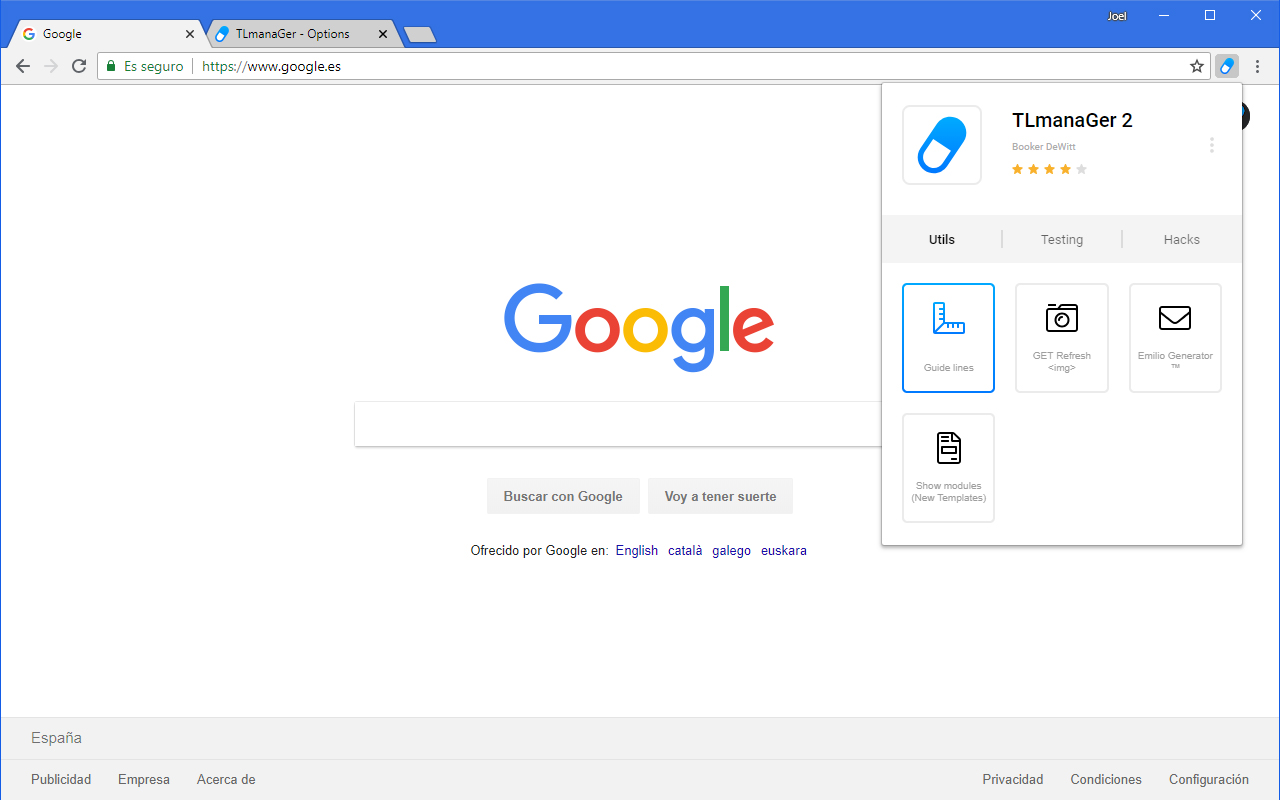 Joel
Google
TLmanaGer - Options
Es seguro
https://www.google.es
TLmanaGer 2
Booker DeWitt
Utils
Testing
Hacks
Guide lines
GET Refresh
<img>
Emilio Generator
™
Show modules
(New Templates)
Google
Buscar con Google
Voy a tener suerte
Ofrecido por Google en: English català galego euskara
España
Publicidad
Empresa
Acerca de
Privacidad
Condiciones
Configuración